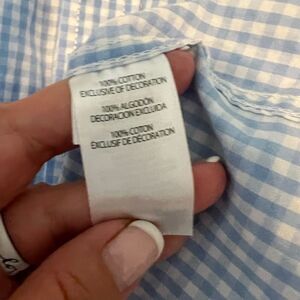 100% COTTON
EXCLUSIVE OF DECORATION
100% ALGODON
DECORACION EXCLUIDA
100% COTON
EXCLUSIF DE DECORATION